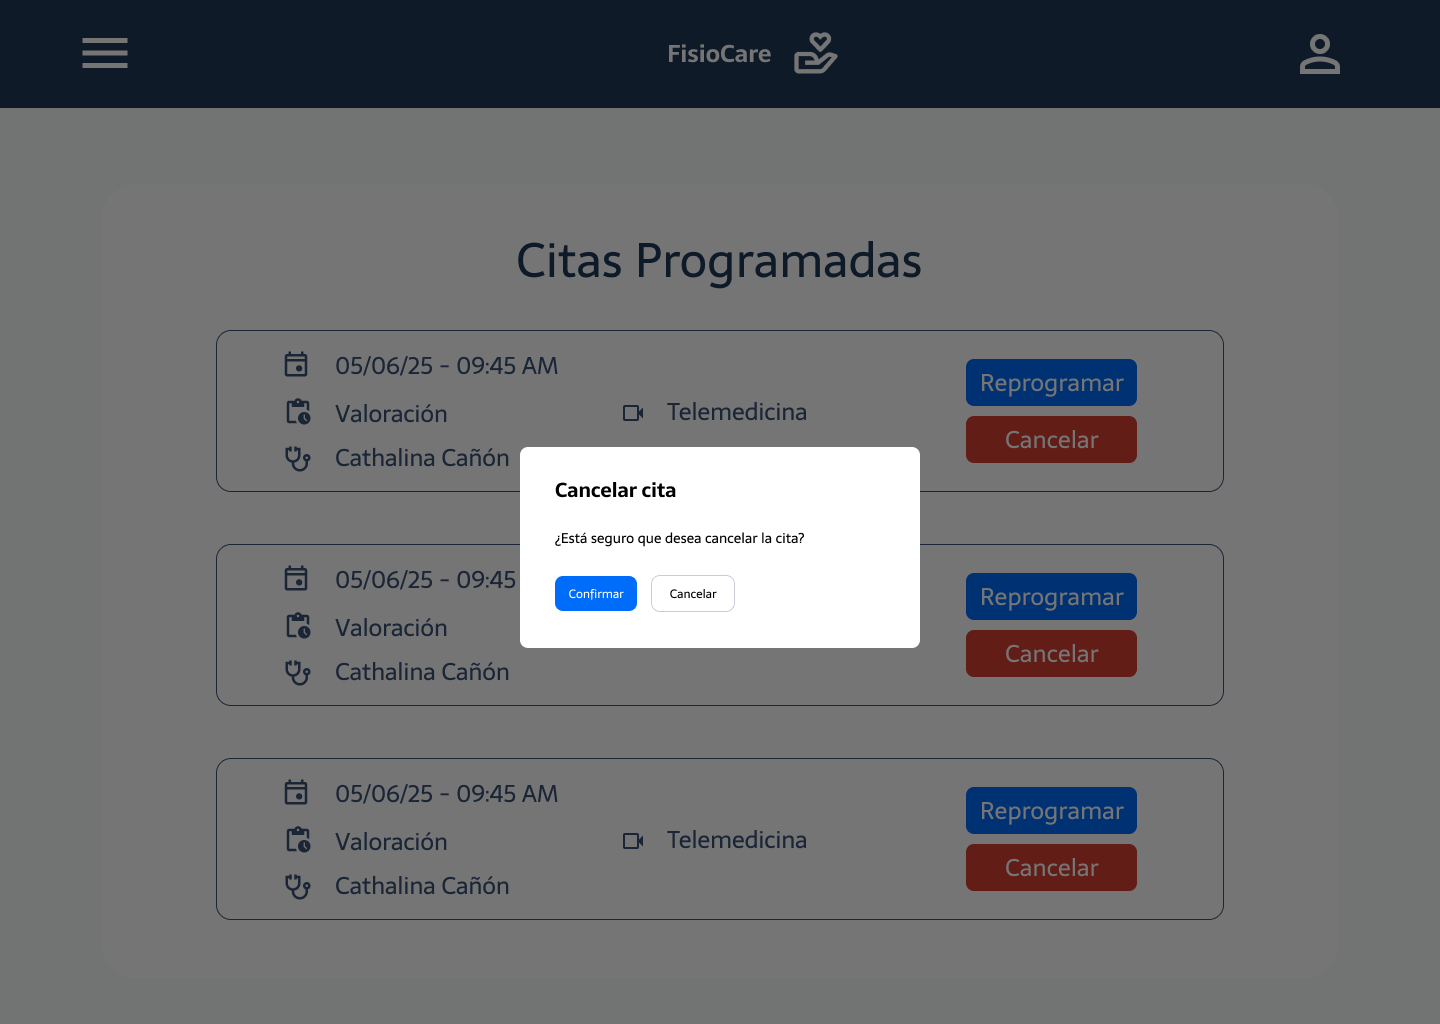 FisioCare
Citas Programadas
05/06/25 - 09:45 AM
Valoración
Telemedicina
Cathalina Cañón
Reprogramar
Cancelar
Cancelar cita
¿Está seguro que desea cancelar la cita?
Confirmar
Cancelar
05/06/25 - 09:45
Valoración
Cathalina Cañón
Reprogramar
Cancelar
05/06/25 - 09:45 AM
Valoración
Telemedicina
Cathalina Cañón
Reprogramar
Cancelar